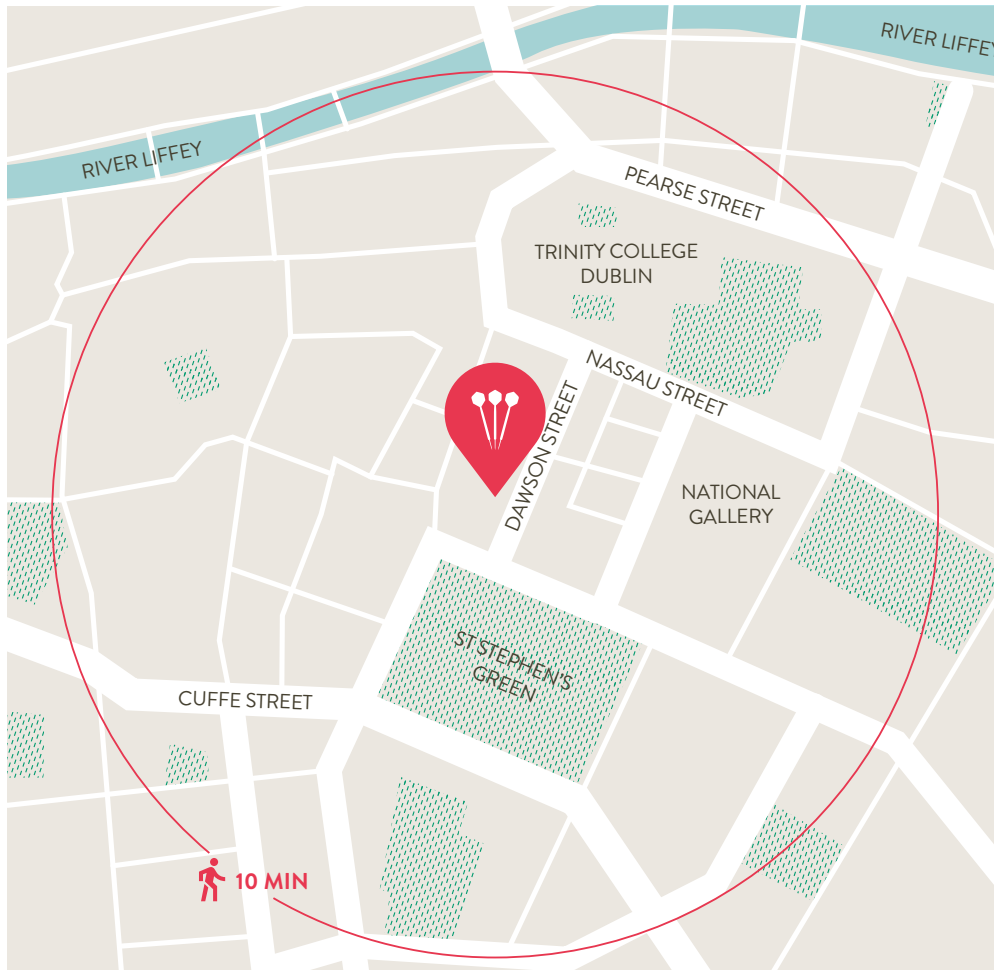 RIVER LIFFEY
RIVER LIFFEY
PEARSE STREET
TRINITY COLLEGE
DUBLIN
NASSAU STREET
DAWSON STREET
NATIONAL
GALLERY
ST STEPHEN'S
GREEN
CUFFE STREET
10 MIN